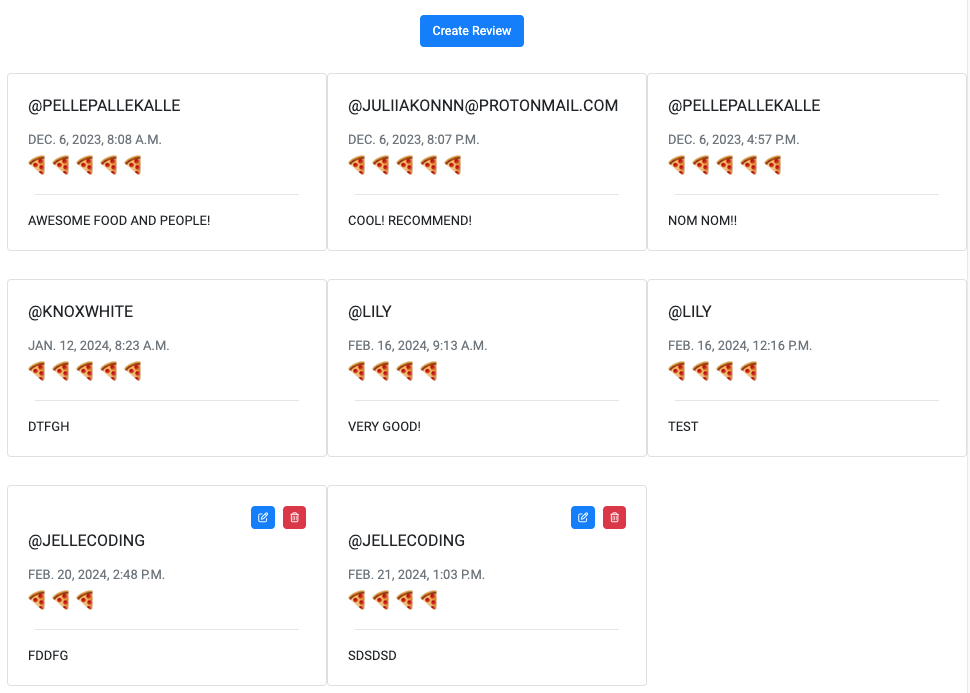 Create Review
@PELLEPALLEKALLE
DEC. 6, 2023, 8:08 A.M.
AWESOME FOOD AND PEOPLE!
@JULIIAKONNN@PROTONMAIL.COM
DEC. 6, 2023, 8:07 P.M.
COOL! RECOMMEND!
@PELLEPALLEKALLE
DEC. 6, 2023, 4:57 P.M.
NOM NOM!!
@KNOXWHITE
JAN. 12, 2024, 8:23 A.M.
DTFGH
@LILY
FEB. 16, 2024, 9:13 A.M.
VERY GOOD!
@LILY
FEB. 16, 2024, 12:16 P.M.
TEST
@JELLECODING
FEB. 20, 2024, 2:48 P.M.
FDDFG
@JELLECODING
FEB. 21, 2024, 1:03 P.M.
SDSDSD